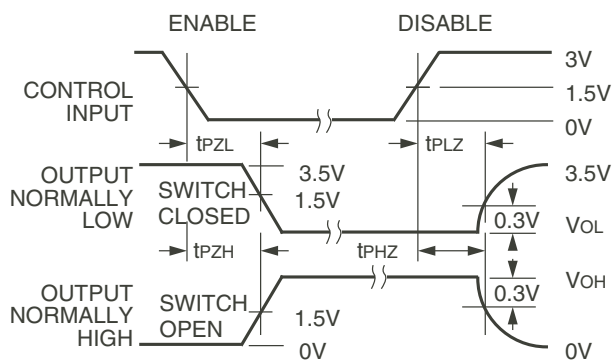 ENABLE DISABLE
3V
CONTROL INPUT
1.5V
0V
tPZL tPLZ
OUTPUT NORMALLY LOW
3.5V 3.5V
SWITCH CLOSED
1.5V
0.3V
VOL
tPZH tPHZ
VOH
OUTPUT NORMALLY HIGH
SWITCH OPEN
0.3V
1.5V
0V 0V